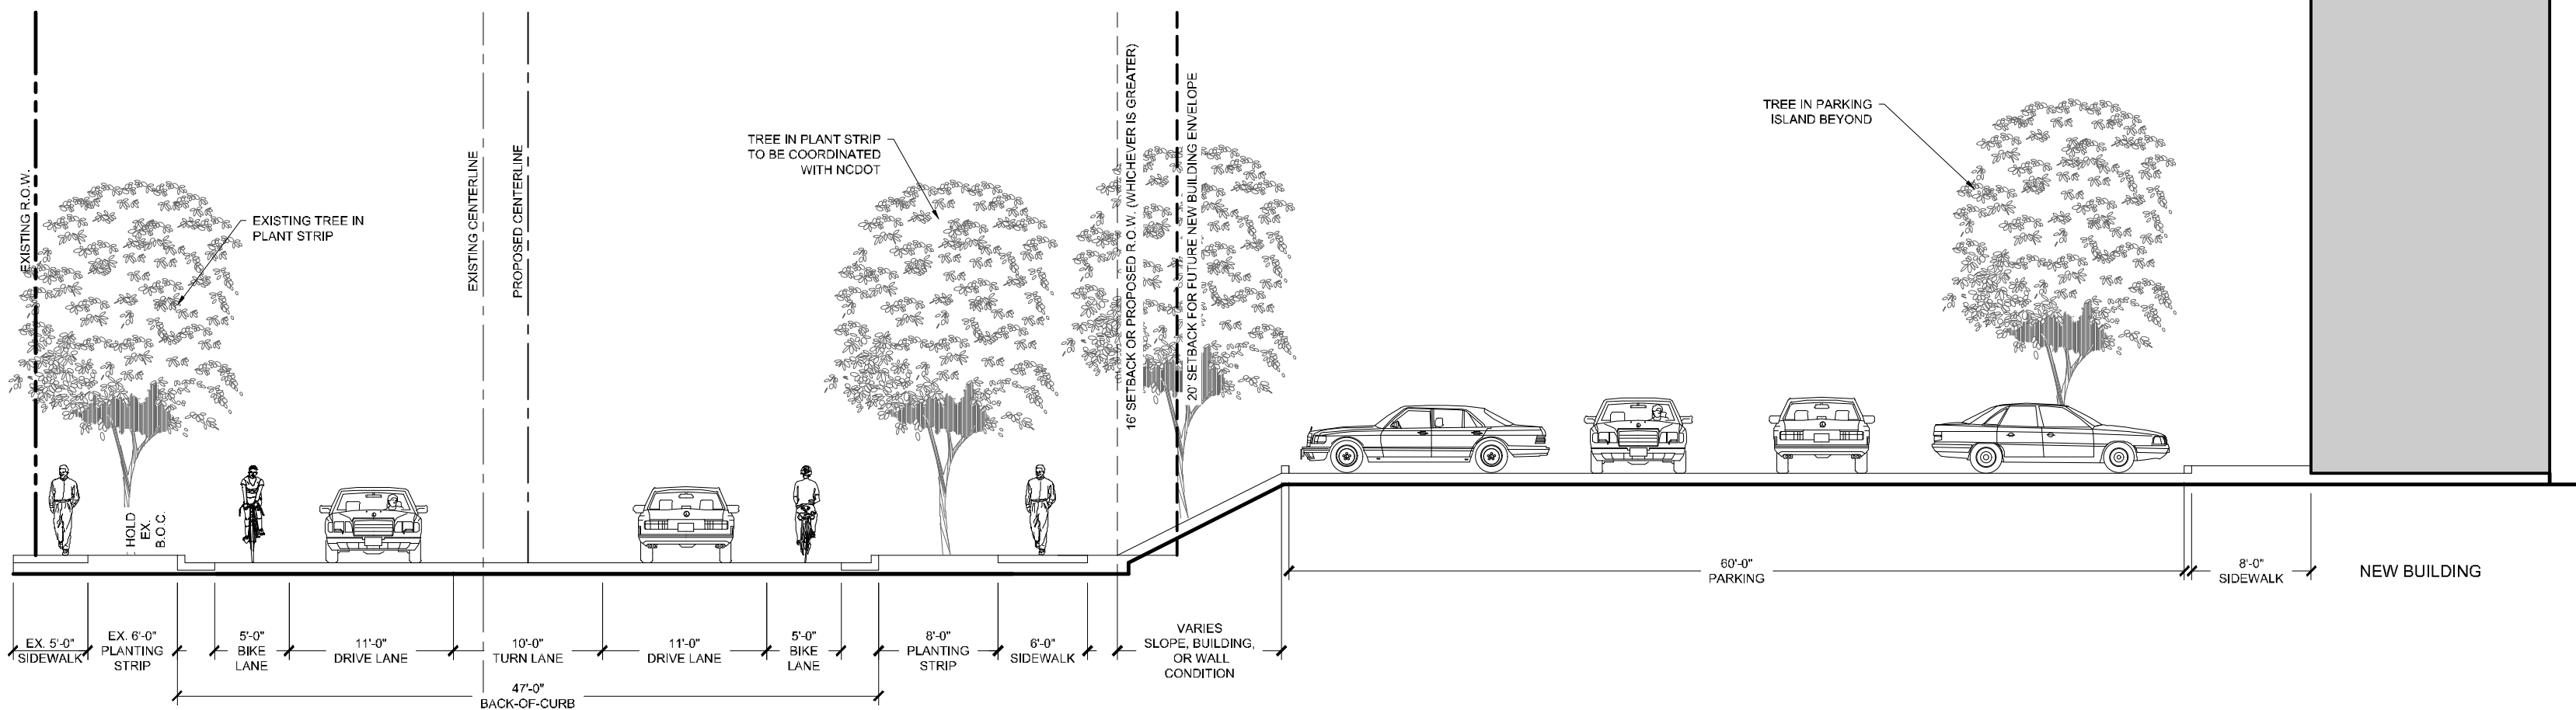 EXISTING R.O.W.
EXISTING TREE IN
PLANT STRIP
HOLD
EX.
B.O.C.
EXISTING CENTERLINE
PROPOSED CENTERLINE
TREE IN PLANT STRIP
TO BE COORDINATED
WITH NCDOT
16' SETBACK OR PROPOSED R.O.W. (WHICHEVER IS GREATER)
20' SETBACK FOR FUTURE NEW BUILDING ENVELOPE
TREE IN PARKING
ISLAND BEYOND
EX. 5'-0"
SIDEWALK
EX. 6'-0"
PLANTING
STRIP
5'-0"
BIKE
LANE
11'-0"
DRIVE LANE
10'-0"
TURN LANE
11'-0"
DRIVE LANE
5'-0"
BIKE
LANE
8'-0"
PLANTING
STRIP
6'-0"
SIDEWALK
VARIES
SLOPE, BUILDING,
OR WALL
CONDITION
47'-0"
BACK-OF-CURB
60'-0"
PARKING
8'-0"
SIDEWALK
NEW BUILDING